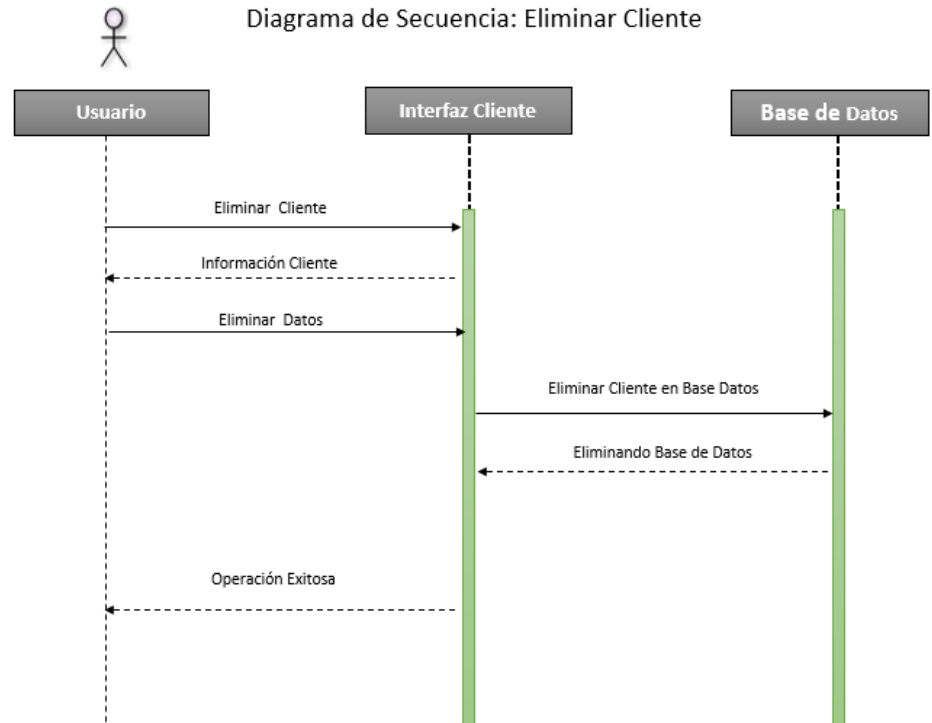 Diagrama de Secuencia: Eliminar Cliente
Usuario
Interfaz Cliente
Base de Datos
Eliminar Cliente
Información Cliente
Eliminar Datos
Eliminar Cliente en Base Datos
Eliminando Base de Datos
Operación Exitosa